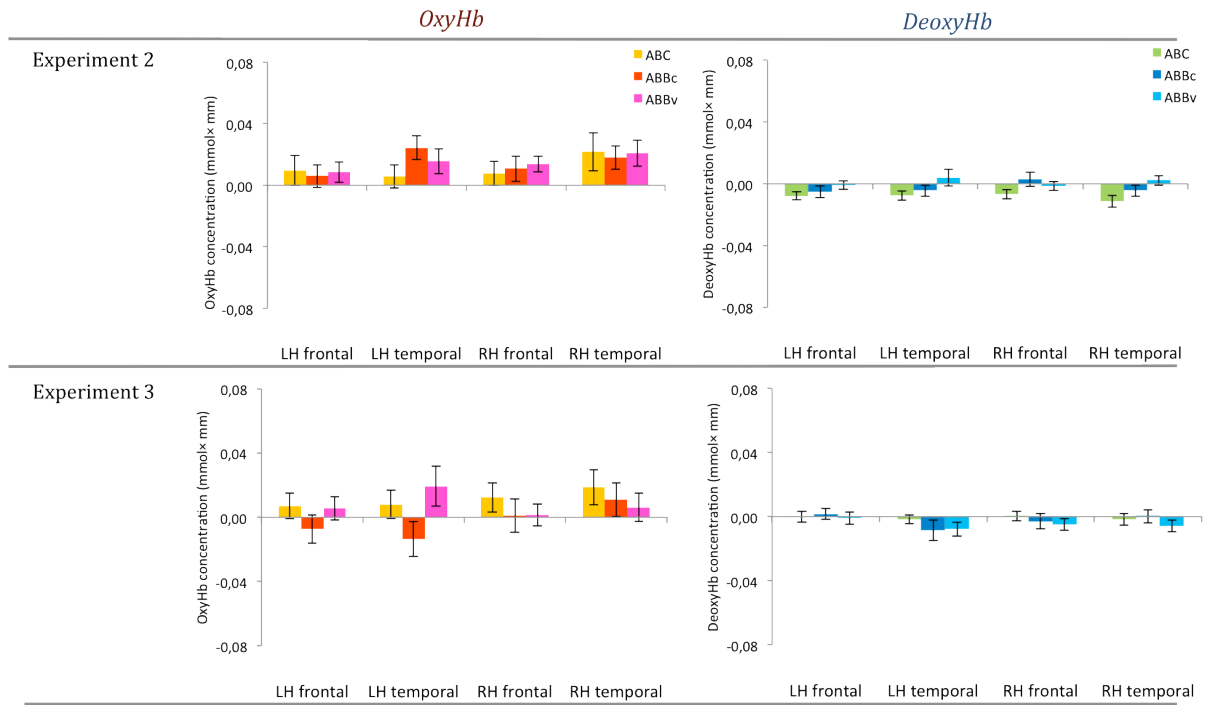 OxyHb
DeoxyHb
Experiment 2
OxyHb concentration (mmol× mm)
0,08
0,04
0,00
-0,04
-0,08
ABC
ABBc
ABBv
LH frontal LH temporal RH frontal RH temporal
DeoxyHb concentration (mmol× mm)
0,08
0,04
0,00
-0,04
-0,08
ABC
ABBc
ABBv
LH frontal LH temporal RH frontal RH temporal
Experiment 3
OxyHb concentration (mmol× mm)
0,08
0,04
0,00
-0,04
-0,08
LH frontal LH temporal RH frontal RH temporal
DeoxyHb concentration (mmol× mm)
0,08
0,04
0,00
-0,04
-0,08
LH frontal LH temporal RH frontal RH temporal